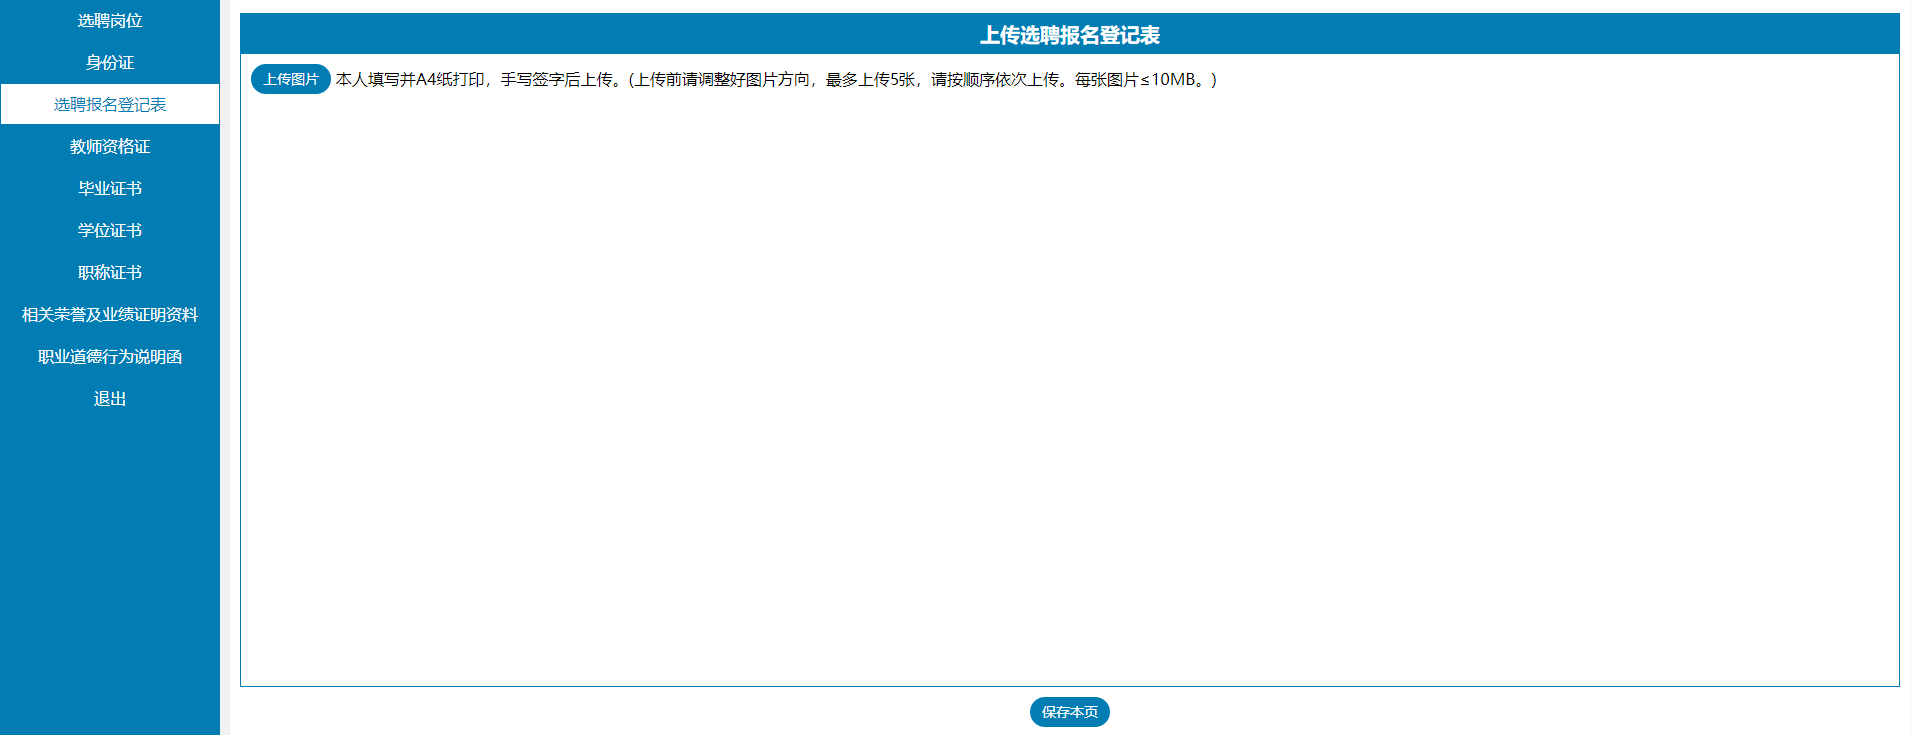 选聘岗位
身份证
选聘报名登记表
教师资格证
毕业证书
学位证书
职称证书
相关荣誉及业绩证明资料
职业道德行为说明函
退出
上传选聘报名登记表
上传图片 本人填写并A4纸打印，手写签字后上传。(上传前请调整好图片方向，最多上传5张，请按顺序依次上传。每张图片≤10MB。)
保存本页